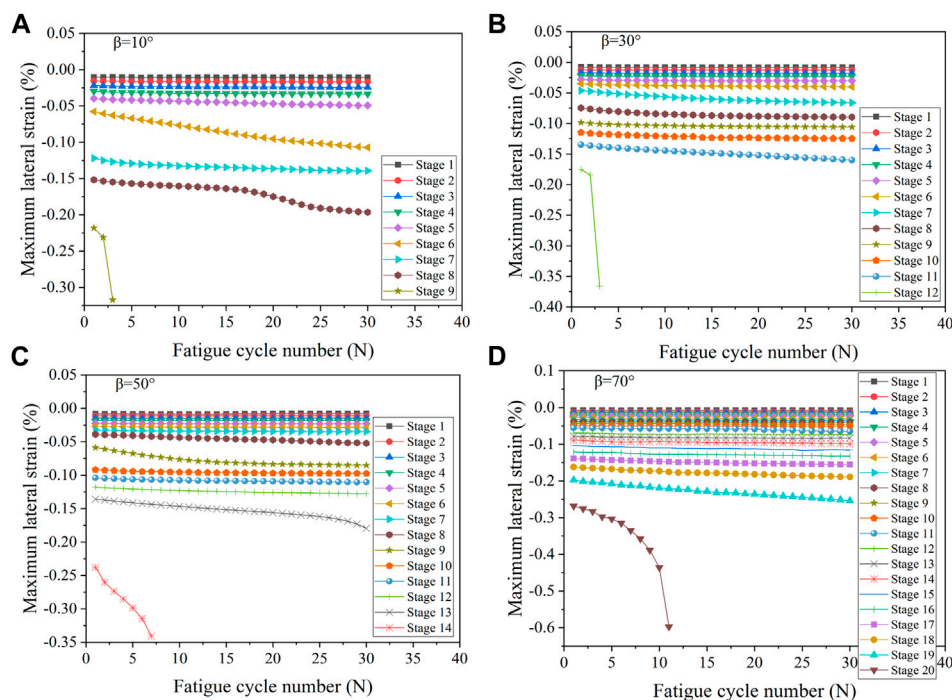 A
β=10°
0.05
0.00
-0.05
-0.10
-0.15
-0.20
-0.25
-0.30
Maximum lateral strain (%)
0 5 10 15 20 25 30 35 40
Fatigue cycle number (N)
Stage 1
Stage 2
Stage 3
Stage 4
Stage 5
Stage 6
Stage 7
Stage 8
Stage 9
B
β=30°
0.05
0.00
-0.05
-0.10
-0.15
-0.20
-0.25
-0.30
-0.35
-0.40
Maximum lateral strain (%)
0 5 10 15 20 25 30 35 40
Fatigue cycle number (N)
Stage 1
Stage 2
Stage 3
Stage 4
Stage 5
Stage 6
Stage 7
Stage 8
Stage 9
Stage 10
Stage 11
Stage 12
C
β=50°
0.05
0.00
-0.05
-0.10
-0.15
-0.20
-0.25
-0.30
-0.35
Maximum lateral strain (%)
0 5 10 15 20 25 30 35 40
Fatigue cycle number (N)
Stage 1
Stage 2
Stage 3
Stage 4
Stage 5
Stage 6
Stage 7
Stage 8
Stage 9
Stage 10
Stage 11
Stage 12
Stage 13
Stage 14
D
β=70°
0.1
0.0
-0.1
-0.2
-0.3
-0.4
-0.5
-0.6
Maximum lateral strain (%)
0 5 10 15 20 25 30 35 40
Fatigue cycle number (N)
Stage 1
Stage 2
Stage 3
Stage 4
Stage 5
Stage 6
Stage 7
Stage 8
Stage 9
Stage 10
Stage 11
Stage 12
Stage 13
Stage 14
Stage 15
Stage 16
Stage 17
Stage 18
Stage 19
Stage 20